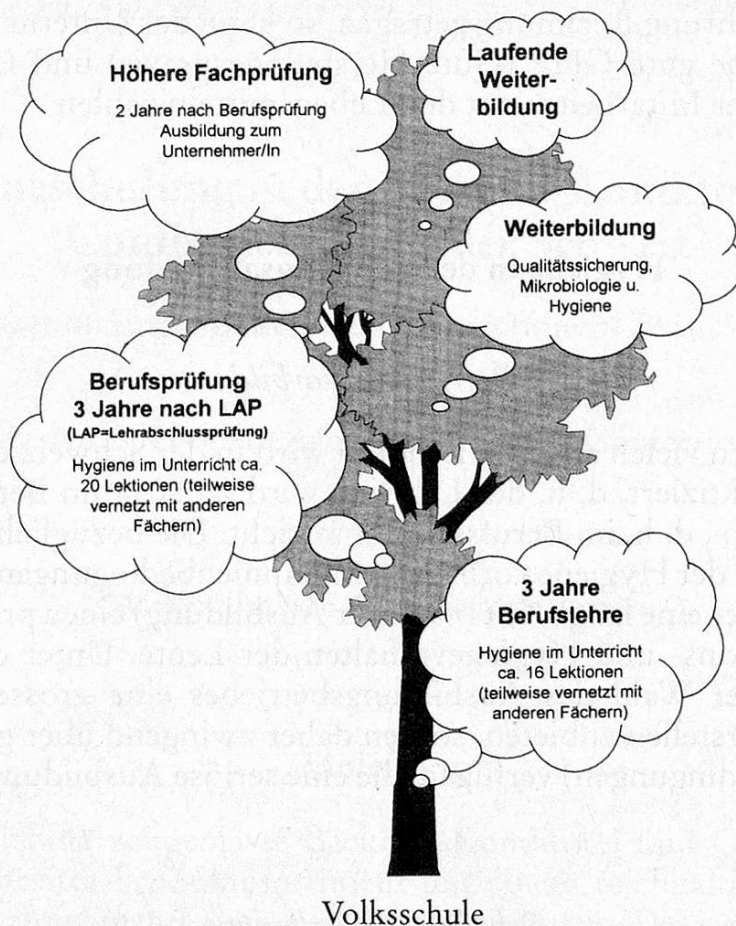 Höhere Fachprüfung
2 Jahre nach Berufsprüfung
Ausbildung zum
Unternehmer/In
Laufende
Weiter-
bildung
Weiterbildung
Qualitätssicherung,
Mikrobiologie u.
Hygiene
Berufsprüfung
3 Jahre nach LAP
(LAP=Lehrabschlussprüfung)
Hygiene im Unterricht ca.
20 Lektionen (teilweise
vernetzt mit anderen
Fächern)
3 Jahre
Berufslehre
Hygiene im Unterricht
ca. 16 Lektionen
(teilweise vernetzt mit
anderen Fächern)
Volksschule